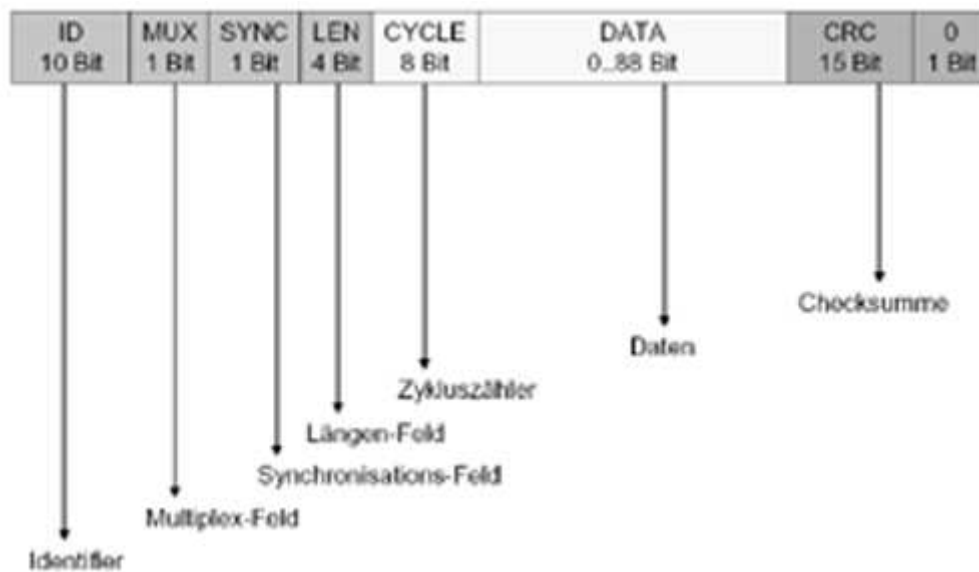 ID MUX SYNC LEN CYCLE DATA CRC 0
10 Bit 1 Bit 1 Bit 4 Bit 8 Bit 0..88 Bit 15 Bit 1 Bit
Checksumme
Daten
Zykluszähler
Längen-Feld
Synchronisations-Feld
Multiplex-Feld
Identifier